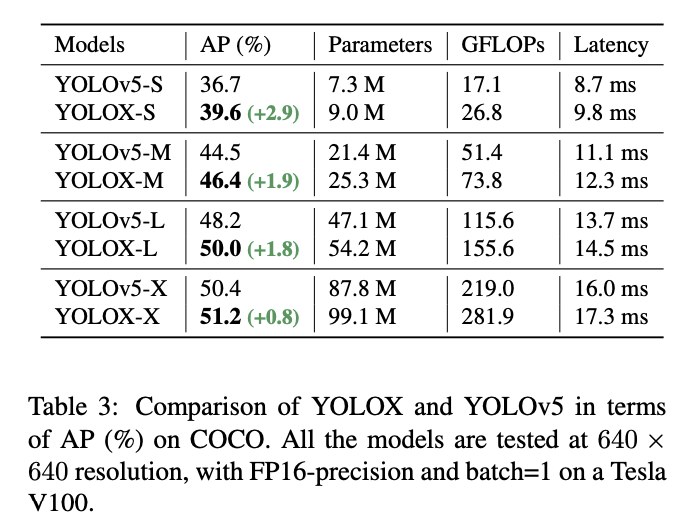 Models AP (%) Parameters GFLOPs Latency
YOLOv5-S 36.7 7.3 M 17.1 8.7 ms
YOLOX-S 39.6 (+2.9) 9.0 M 26.8 9.8 ms
YOLOv5-M 44.5 21.4 M 51.4 11.1 ms
YOLOX-M 46.4 (+1.9) 25.3 M 73.8 12.3 ms
YOLOv5-L 48.2 47.1 M 115.6 13.7 ms
YOLOX-L 50.0 (+1.8) 54.2 M 155.6 14.5 ms
YOLOv5-X 50.4 87.8 M 219.0 16.0 ms
YOLOX-X 51.2 (+0.8) 99.1 M 281.9 17.3 ms
Table 3: Comparison of YOLOX and YOLOv5 in terms
of AP (%) on COCO. All the models are tested at 640 ×
640 resolution, with FP16-precision and batch=1 on a Tesla
V100.